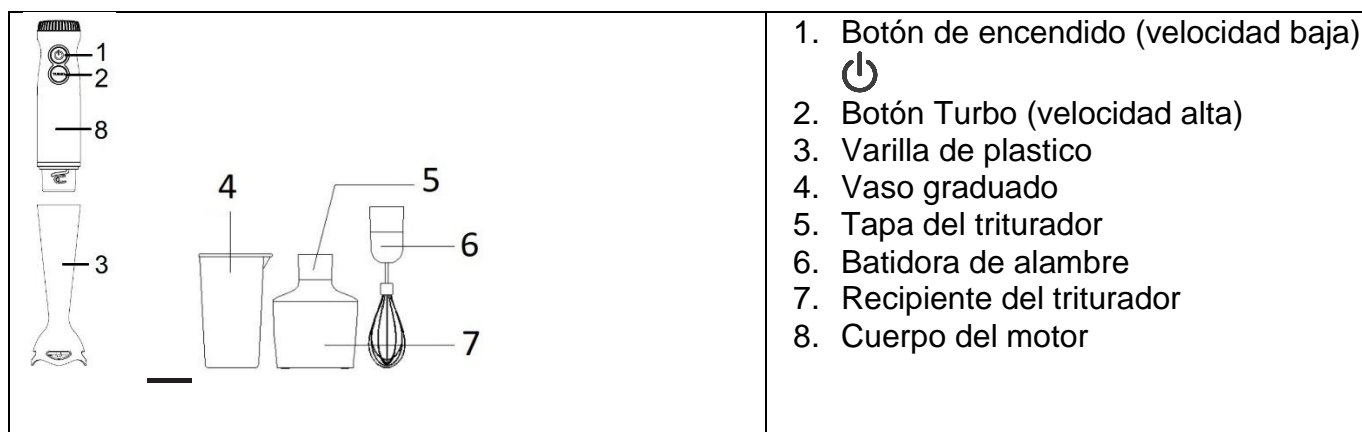 1
2
8
3
4
5
6
7
1. Botón de encendido (velocidad baja)
2. Botón Turbo (velocidad alta)
3. Varilla de plastico
4. Vaso graduado
5. Tapa del triturador
6. Batidora de alambre
7. Recipiente del triturador
8. Cuerpo del motor